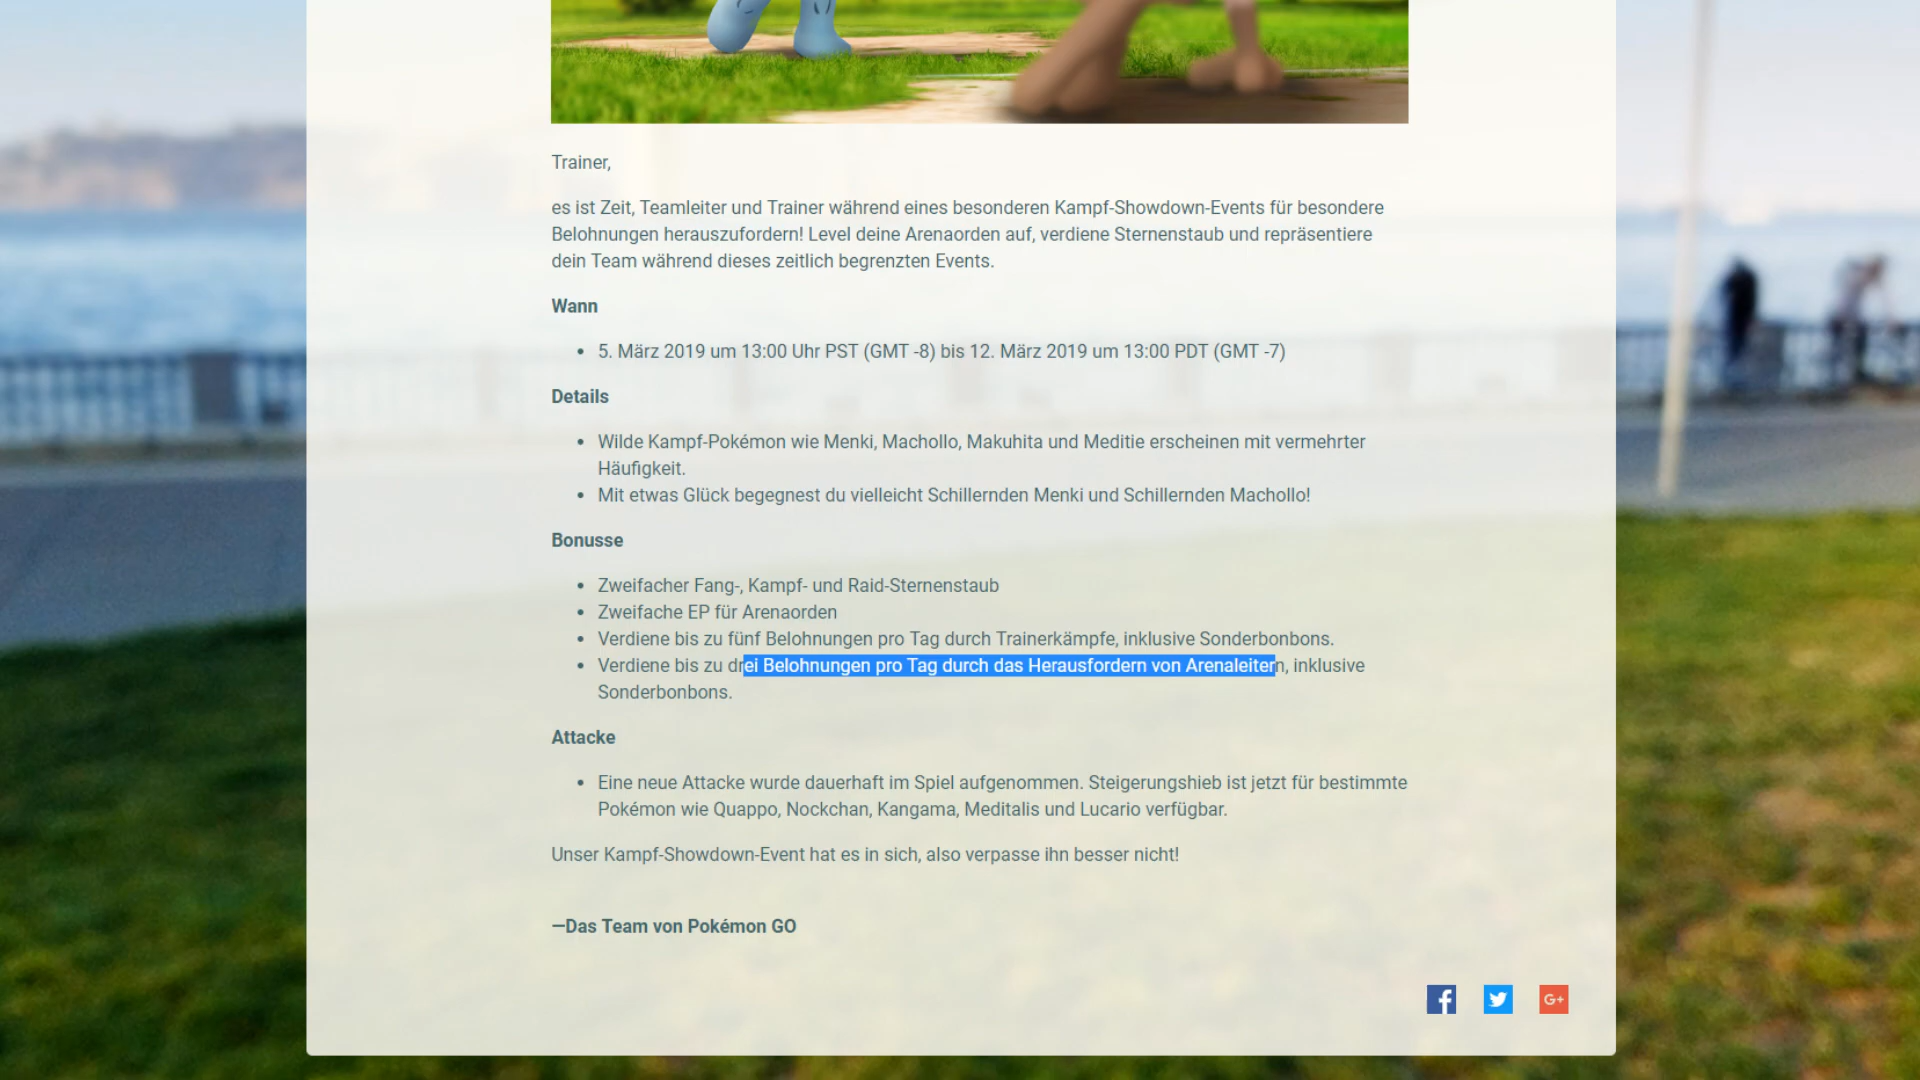 Trainer,
es ist Zeit, Teamleiter und Trainer während eines besonderen Kampf-Showdown-Events für besondere
Belohnungen herauszufordern! Level deine Arenaorden auf, verdiene Sternenstaub und repräsentiere
dein Team während dieses zeitlich begrenzten Events.
Wann
• 5. März 2019 um 13:00 Uhr PST (GMT -8) bis 12. März 2019 um 13:00 PDT (GMT -7)
Details
• Wilde Kampf-Pokémon wie Menki, Machollo, Makuhita und Meditie erscheinen mit vermehrter
Häufigkeit.
• Mit etwas Glück begegnest du vielleicht Schillernden Menki und Schillernden Machollo!
Bonusse
• Zweifacher Fang-, Kampf- und Raid-Sternenstaub
• Zweifache EP für Arenaorden
• Verdiene bis zu fünf Belohnungen pro Tag durch Trainerkämpfe, inklusive Sonderbonbons.
• Verdiene bis zu drei Belohnungen pro Tag durch das Herausfordern von Arenaleitern, inklusive
Sonderbonbons.
Attacke
• Eine neue Attacke wurde dauerhaft im Spiel aufgenommen. Steigerungshieb ist jetzt für bestimmte
Pokémon wie Quappo, Nockchan, Kangama, Meditalis und Lucario verfügbar.
Unser Kampf-Showdown-Event hat es in sich, also verpasse ihn besser nicht!
—Das Team von Pokémon GO
G+